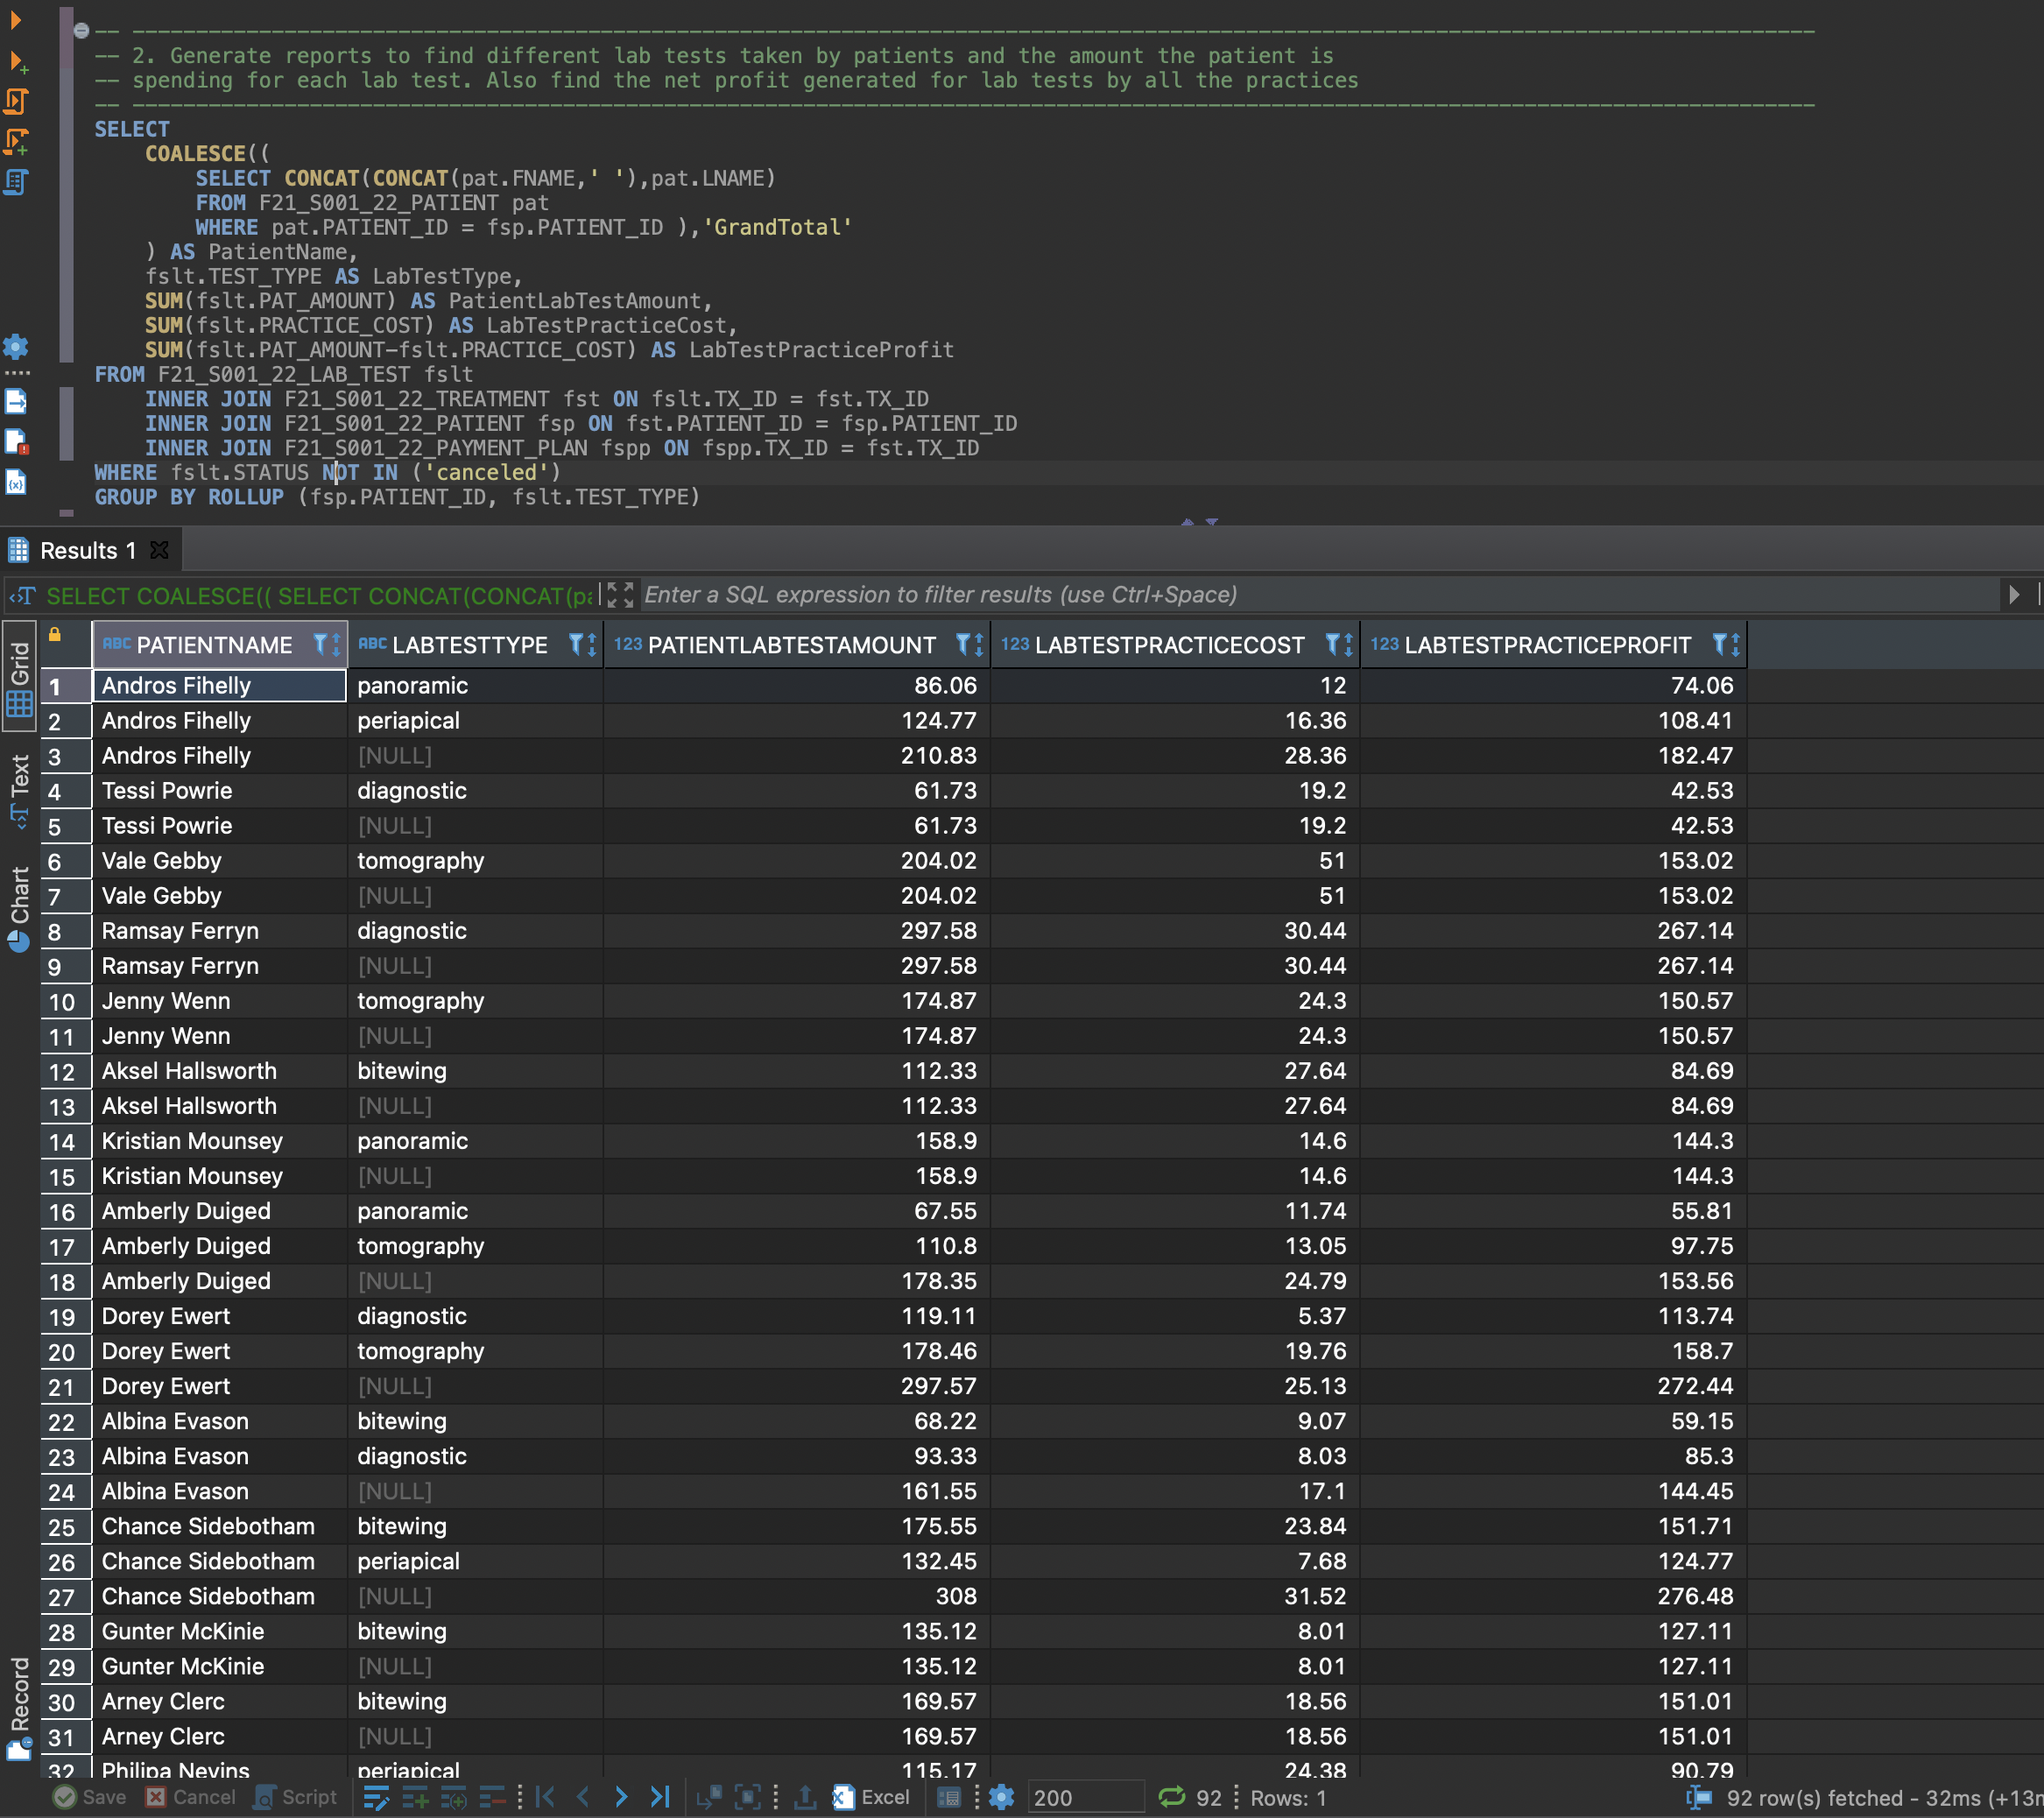 -- ------------------------------------------------------------------------------------------------------------------------------------
-- 2. Generate reports to find different lab tests taken by patients and the amount the patient is
-- spending for each lab test. Also find the net profit generated for lab tests by all the practices
-- ------------------------------------------------------------------------------------------------------------------------------------
SELECT
COALESCE((
SELECT CONCAT(CONCAT(pat.FNAME,' '),pat.LNAME)
FROM F21_S001_22_PATIENT pat
WHERE pat.PATIENT_ID = fsp.PATIENT_ID ),'GrandTotal'
) AS PatientName,
fslt.TEST_TYPE AS LabTestType,
SUM(fslt.PAT_AMOUNT) AS PatientLabTestAmount,
SUM(fslt.PRACTICE_COST) AS LabTestPracticeCost,
SUM(fslt.PAT_AMOUNT-fslt.PRACTICE_COST) AS LabTestPracticeProfit
FROM F21_S001_22_LAB_TEST fslt
INNER JOIN F21_S001_22_TREATMENT fst ON fslt.TX_ID = fst.TX_ID
INNER JOIN F21_S001_22_PATIENT fsp ON fst.PATIENT_ID = fsp.PATIENT_ID
INNER JOIN F21_S001_22_PAYMENT_PLAN fspp ON fspp.TX_ID = fst.TX_ID
WHERE fslt.STATUS NOT IN ('canceled')
GROUP BY ROLLUP (fsp.PATIENT_ID, fslt.TEST_TYPE)
Results 1
SELECT COALESCE(( SELECT CONCAT(CONCAT(pa Enter a SQL expression to filter results (use Ctrl+Space)
Grid
Text
Chart
Record
ABC PATIENTNAME ABC LABTESTTYPE 123 PATIENTLABTESTAMOUNT 123 LABTESTPRACTICECOST 123 LABTESTPRACTICEPROFIT
1 Andros Fihelly panoramic 86.06 12 74.06
2 Andros Fihelly periapical 124.77 16.36 108.41
3 Andros Fihelly [NULL] 210.83 28.36 182.47
4 Tessi Powrie diagnostic 61.73 19.2 42.53
5 Tessi Powrie [NULL] 61.73 19.2 42.53
6 Vale Gebby tomography 204.02 51 153.02
7 Vale Gebby [NULL] 204.02 51 153.02
8 Ramsay Ferryn diagnostic 297.58 30.44 267.14
9 Ramsay Ferryn [NULL] 297.58 30.44 267.14
10 Jenny Wenn tomography 174.87 24.3 150.57
11 Jenny Wenn [NULL] 174.87 24.3 150.57
12 Aksel Hallsworth bitewing 112.33 27.64 84.69
13 Aksel Hallsworth [NULL] 112.33 27.64 84.69
14 Kristian Mounsey panoramic 158.9 14.6 144.3
15 Kristian Mounsey [NULL] 158.9 14.6 144.3
16 Amberly Duiged panoramic 67.55 11.74 55.81
17 Amberly Duiged tomography 110.8 13.05 97.75
18 Amberly Duiged [NULL] 178.35 24.79 153.56
19 Dorey Ewert diagnostic 119.11 5.37 113.74
20 Dorey Ewert tomography 178.46 19.76 158.7
21 Dorey Ewert [NULL] 297.57 25.13 272.44
22 Albina Evason bitewing 68.22 9.07 59.15
23 Albina Evason diagnostic 93.33 8.03 85.3
24 Albina Evason [NULL] 161.55 17.1 144.45
25 Chance Sidebotham bitewing 175.55 23.84 151.71
26 Chance Sidebotham periapical 132.45 7.68 124.77
27 Chance Sidebotham [NULL] 308 31.52 276.48
28 Gunter McKinie bitewing 135.12 8.01 127.11
29 Gunter McKinie [NULL] 135.12 8.01 127.11
30 Arney Clerc bitewing 169.57 18.56 151.01
31 Arney Clerc [NULL] 169.57 18.56 151.01
32 Philipa Nevins periapical 115.17 24.38 90.79
Save Cancel Script Excel 200 92 Rows: 1 92 row(s) fetched - 32ms (+13m